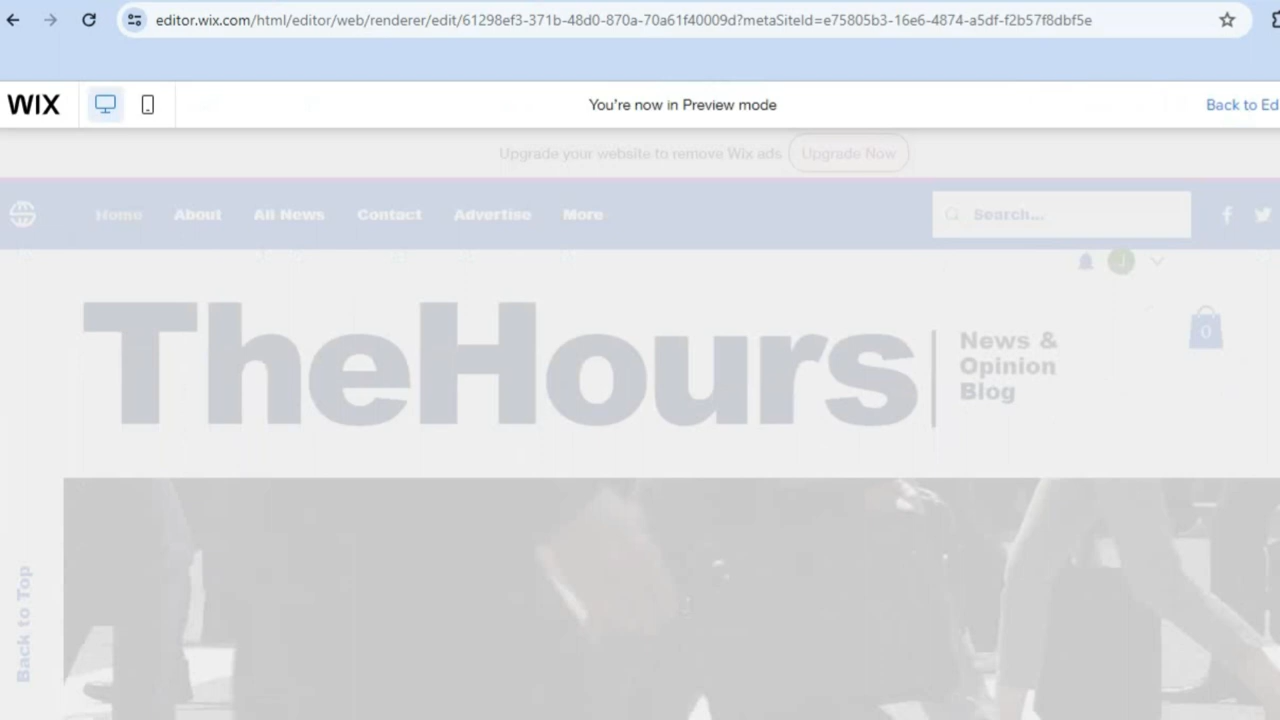 editor.wix.com/html/editor/web/renderer/edit/61298ef3-371b-48d0-870a-70a61f40009d?metaSiteId=e75805b3-16e6-4874-a5df-f2b57f8dbf5e
WIX You're now in Preview mode Back to Ed
Upgrade your website to remove Wix ads Upgrade Now
Home About All News Contact Advertise More Search...
J
TheHours
News &
Opinion
Blog
0
Back to Top